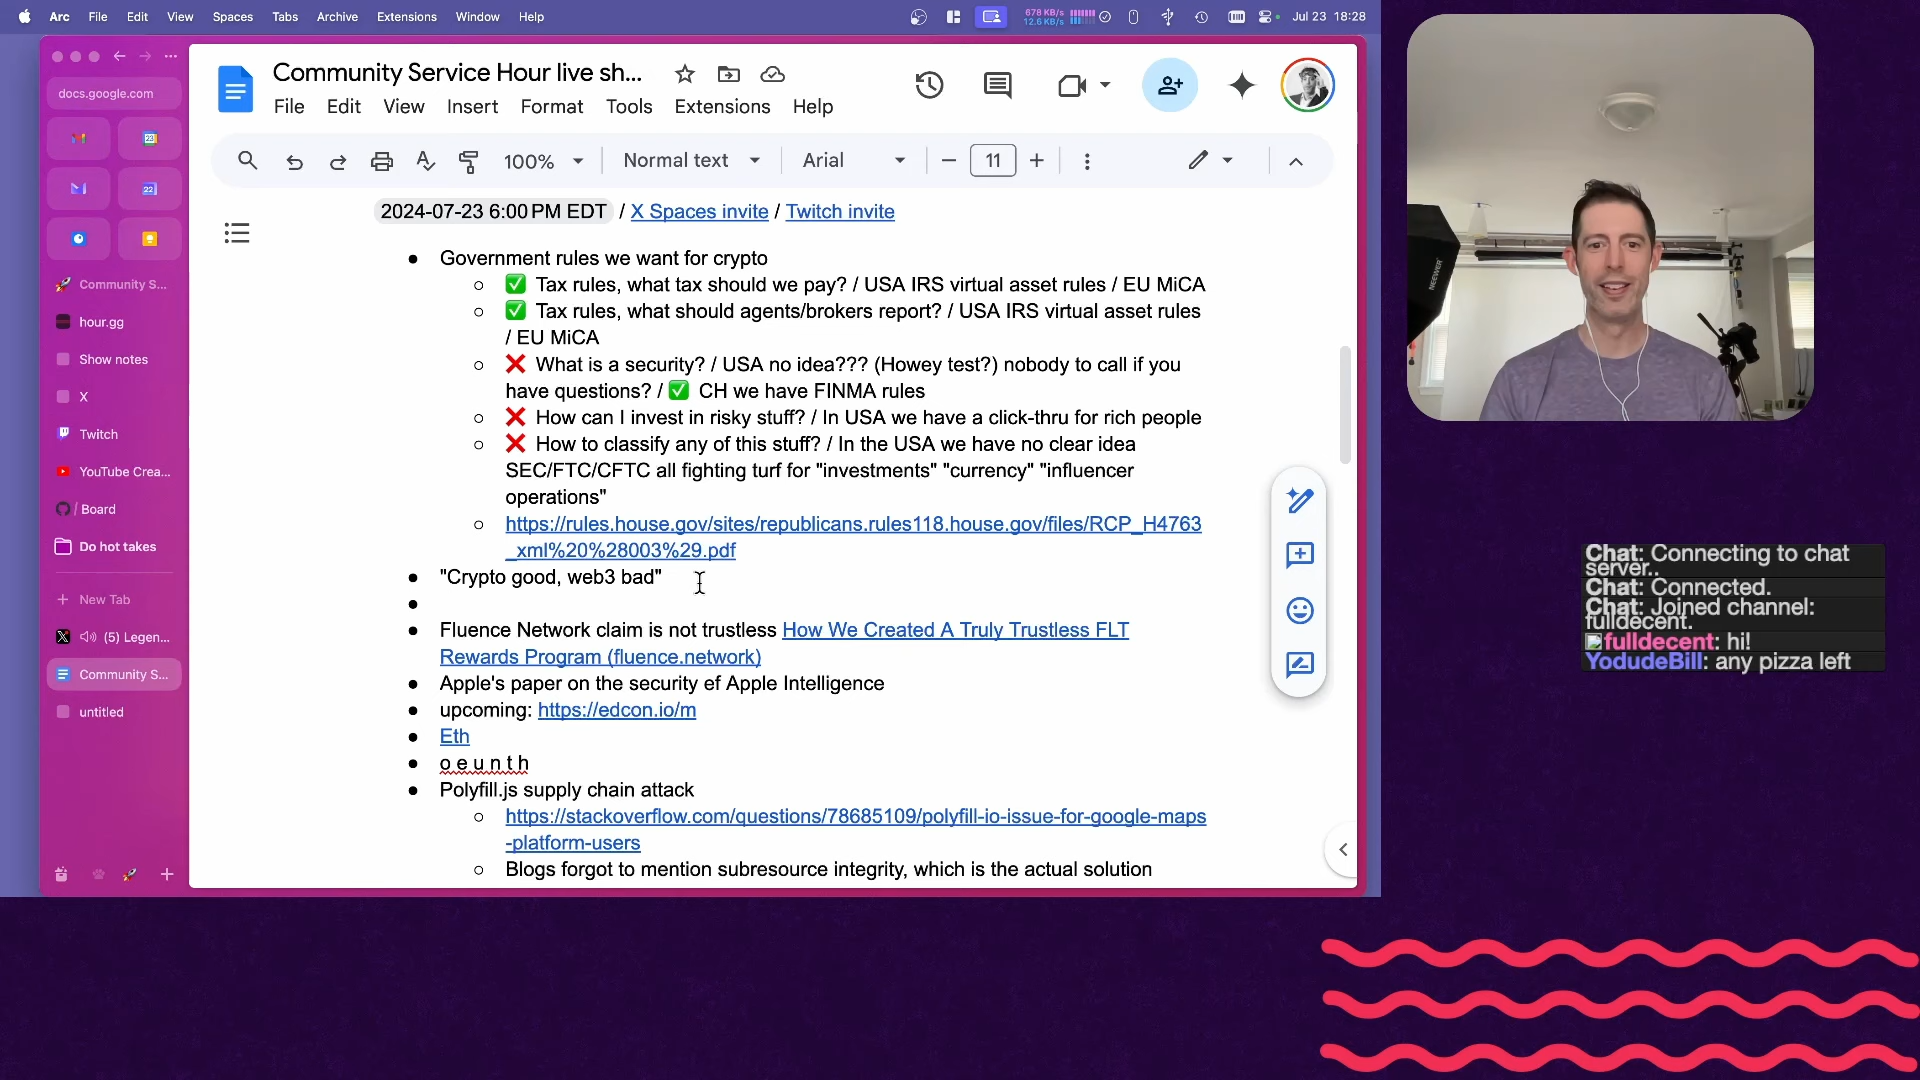 Arc File Edit View Spaces Tabs Archive Extensions Window Help
678 KB/s
12.6 KB/s
Jul 23 18:28
docs.google.com
23
22
Community S...
hour.gg
Show notes
X
Twitch
YouTube Crea...
/ Board
Do hot takes
New Tab
(5) Legen...
Community S...
untitled
Community Service Hour live sh...
File Edit View Insert Format Tools Extensions Help
100% Normal text Arial 11
2024-07-23 6:00 PM EDT / X Spaces invite / Twitch invite
● Government rules we want for crypto
○ ✅ Tax rules, what tax should we pay? / USA IRS virtual asset rules / EU MiCA
○ ✅ Tax rules, what should agents/brokers report? / USA IRS virtual asset rules
/ EU MiCA
○ ❌ What is a security? / USA no idea??? (Howey test?) nobody to call if you
have questions? / ✅ CH we have FINMA rules
○ ❌ How can I invest in risky stuff? / In USA we have a click-thru for rich people
○ ❌ How to classify any of this stuff? / In the USA we have no clear idea
SEC/FTC/CFTC all fighting turf for "investments" "currency" "influencer
operations"
○ https://rules.house.gov/sites/republicans.rules118.house.gov/files/RCP_H4763
_xml%20%28003%29.pdf
● "Crypto good, web3 bad"
●
● Fluence Network claim is not trustless How We Created A Truly Trustless FLT
Rewards Program (fluence.network)
● Apple's paper on the security ef Apple Intelligence
● upcoming: https://edcon.io/m
● Eth
● o e u n t h
● Polyfill.js supply chain attack
○ https://stackoverflow.com/questions/78685109/polyfill-io-issue-for-google-maps
-platform-users
○ Blogs forgot to mention subresource integrity, which is the actual solution
NEEWER
Chat: Connecting to chat
server..
Chat: Connected.
Chat: Joined channel:
fulldecent.
fulldecent: hi!
YodudeBill: any pizza left